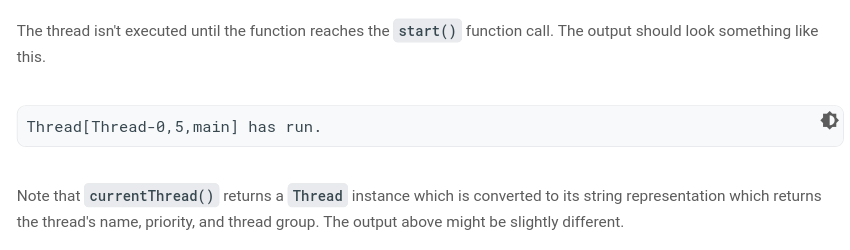 The thread isn't executed until the function reaches the start() function call. The output should look something like
this.
Thread[Thread-0,5,main] has run.
Note that currentThread() returns a Thread instance which is converted to its string representation which returns
the thread's name, priority, and thread group. The output above might be slightly different.